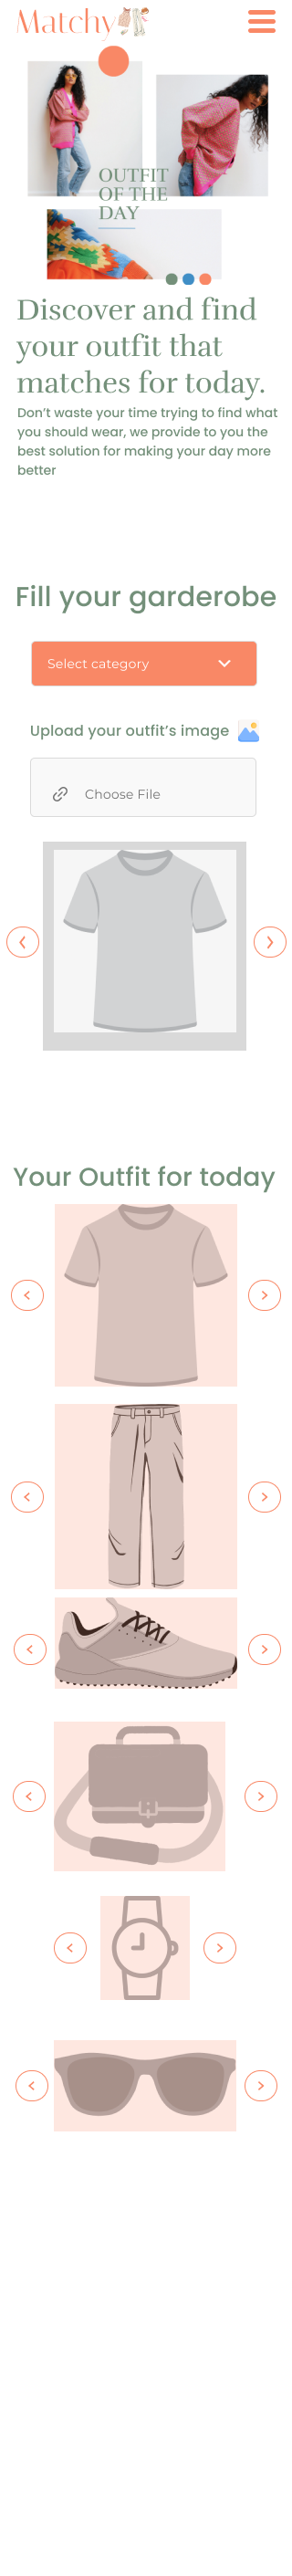 Matchy
OUTFIT
OF THE
DAY
Discover and find
your outfit that
matches for today.
Don’t waste your time trying to find what
you should wear, we provide to you the
best solution for making your day more
better
Fill your garderobe
Select category
Upload your outfit’s image
Choose File
Your Outfit for today